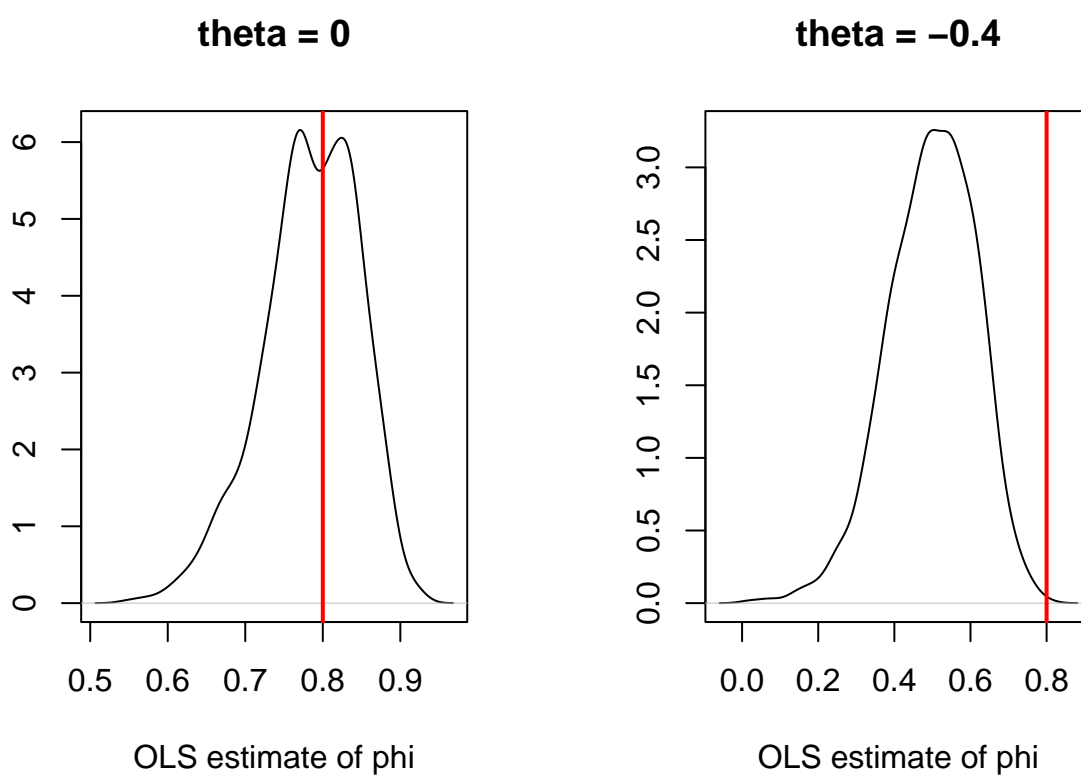 theta = 0
0 1 2 3 4 5 6
0.5 0.6 0.7 0.8 0.9
OLS estimate of phi
theta = −0.4
0.0 0.5 1.0 1.5 2.0 2.5 3.0
0.0 0.2 0.4 0.6 0.8
OLS estimate of phi